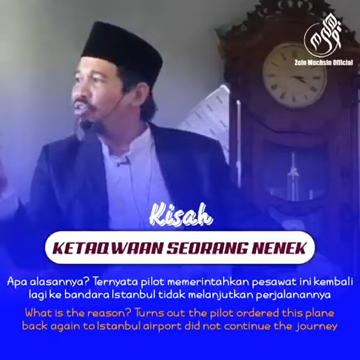 Zein Muchsin Official
Kisah
KETAQWAAN SEORANG NENEK
Apa alasannya? Ternyata pilot memerintahkan pesawat ini kembali
lagi ke bandara Istanbul tidak melanjutkan perjalanannya
What is the reason? Turns out the pilot ordered this plane
back again to Istanbul airport did not continue the journey